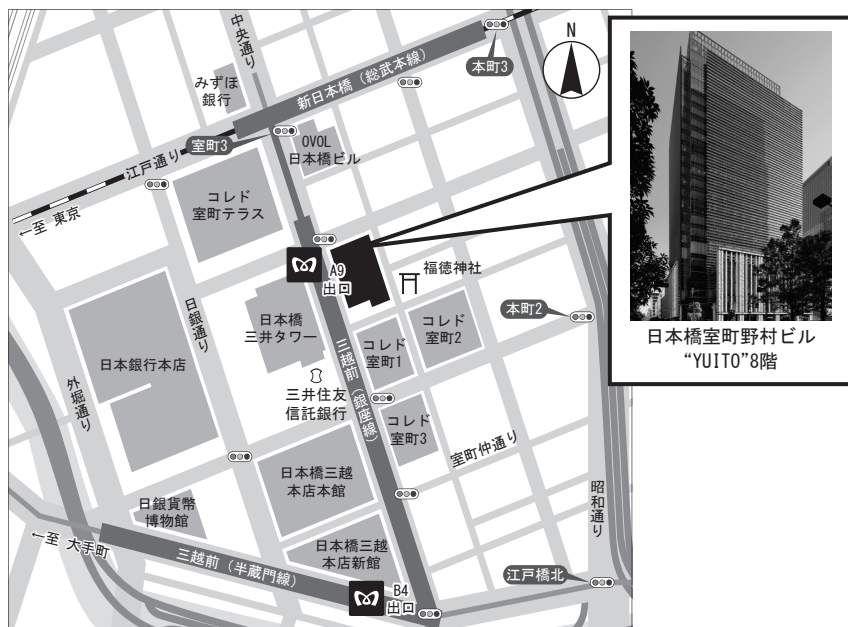 中央通り
みずほ
銀行
新日本橋（総武本線）
本町3
N
室町3
江戸通り
←至 東京
OVOL
日本橋ビル
コレド
室町テラス
A9
出口
福徳神社
日銀通り
日本橋
三井タワー
コレド
室町1
コレド
室町2
本町2
日本銀行本店
外堀通り
三越前（銀座線）
三井住友
信託銀行
コレド
室町3
室町仲通り
日本橋三越
本店本館
昭和通り
日銀貨幣
博物館
←至 大手町
三越前（半蔵門線）
日本橋三越
本店新館
江戸橋北
B4
出口
日本橋室町野村ビル
“YUITO”8階